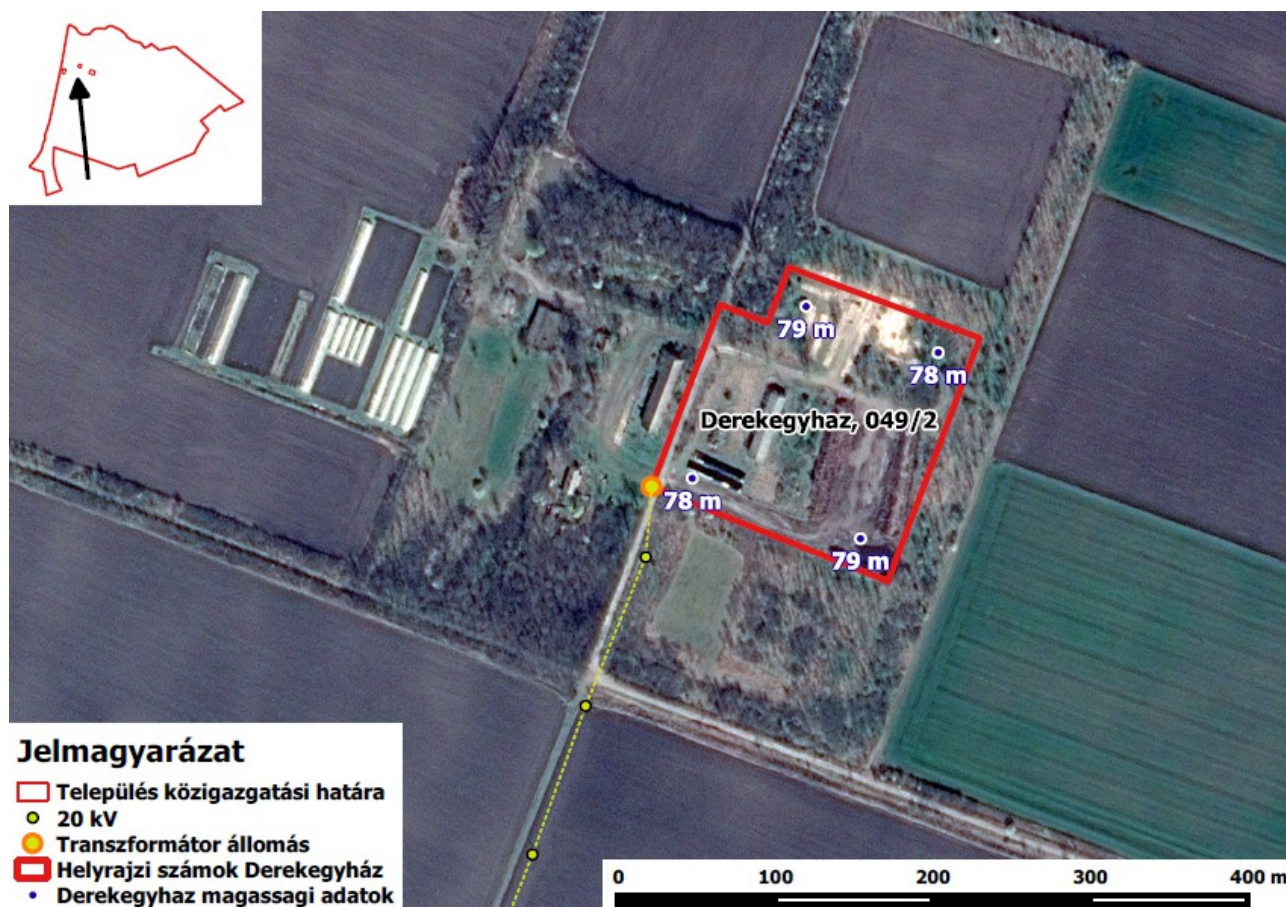 79 m
78 m
Derekegyhaz, 049/2
78 m
79 m
Jelmagyarázat
Település közigazgatási határa
20 kV
Transzformátor állomás
Helyrajzi számok Derekegyház
Derekegyhaz magassagi adatok
0 100 200 300 400 m